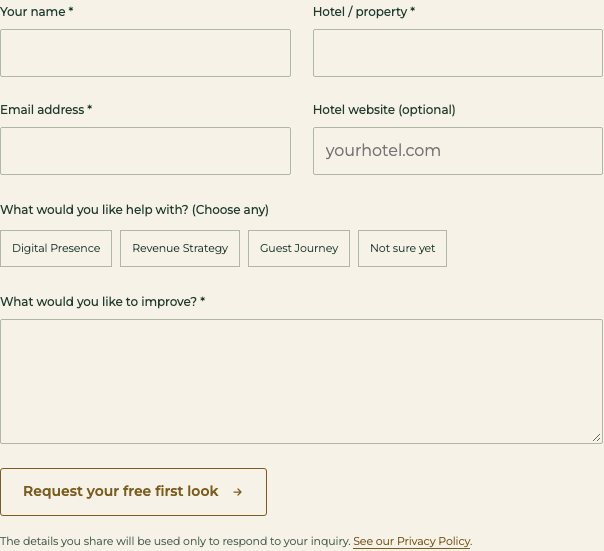 Your name *
Hotel / property *
Email address *
Hotel website (optional)
yourhotel.com
What would you like help with? (Choose any)
Digital Presence
Revenue Strategy
Guest Journey
Not sure yet
What would you like to improve? *
Request your free first look →
The details you share will be used only to respond to your inquiry. See our Privacy Policy.